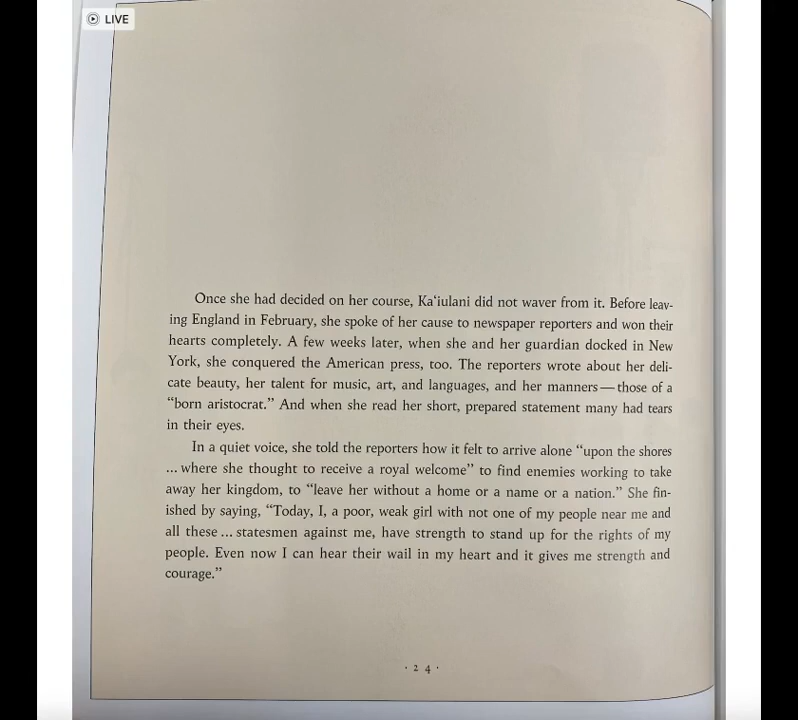 LIVE
Once she had decided on her course, Kaʻiulani did not waver from it. Before leav-
ing England in February, she spoke of her cause to newspaper reporters and won their
hearts completely. A few weeks later, when she and her guardian docked in New
York, she conquered the American press, too. The reporters wrote about her deli-
cate beauty, her talent for music, art, and languages, and her manners—those of a
“born aristocrat.” And when she read her short, prepared statement many had tears
in their eyes.
In a quiet voice, she told the reporters how it felt to arrive alone “upon the shores
... where she thought to receive a royal welcome” to find enemies working to take
away her kingdom, to “leave her without a home or a name or a nation.” She fin-
ished by saying, “Today, I, a poor, weak girl with not one of my people near me and
all these ... statesmen against me, have strength to stand up for the rights of my
people. Even now I can hear their wail in my heart and it gives me strength and
courage.”
· 2 4 ·